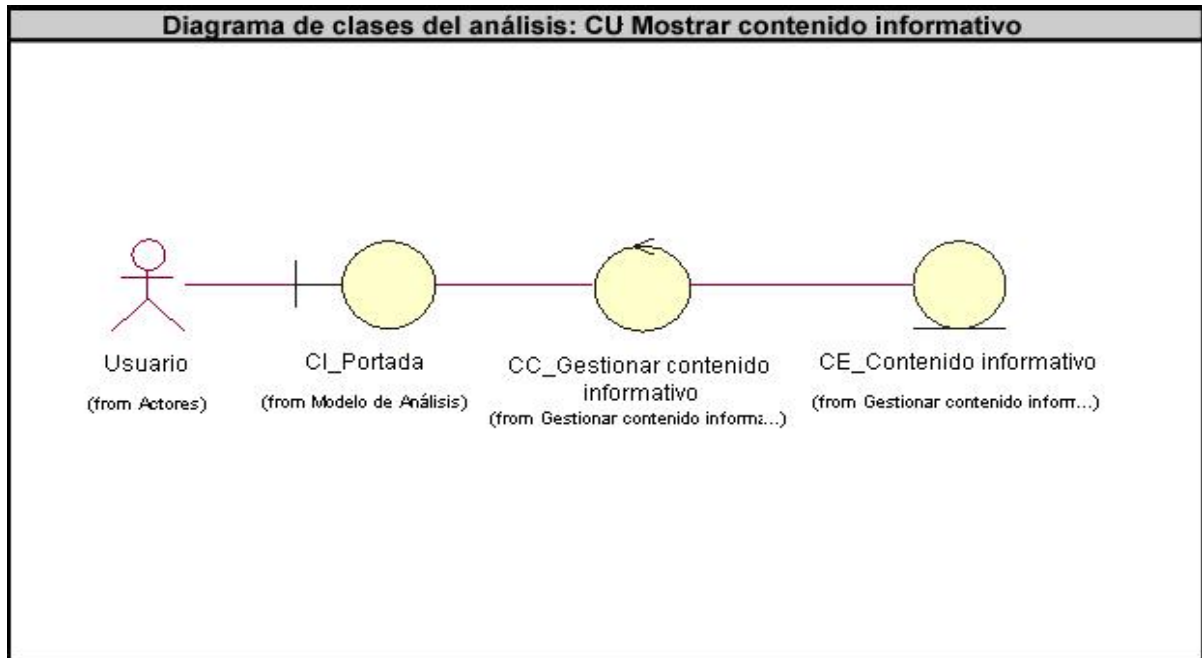 Diagrama de clases del análisis: CU Mostrar contenido informativo
Usuario
(from Actores)
CI_Portada
(from Modelo de Análisis)
CC_Gestionar contenido
informativo
(from Gestionar contenido informa...)
CE_Contenido informativo
(from Gestionar contenido inform...)